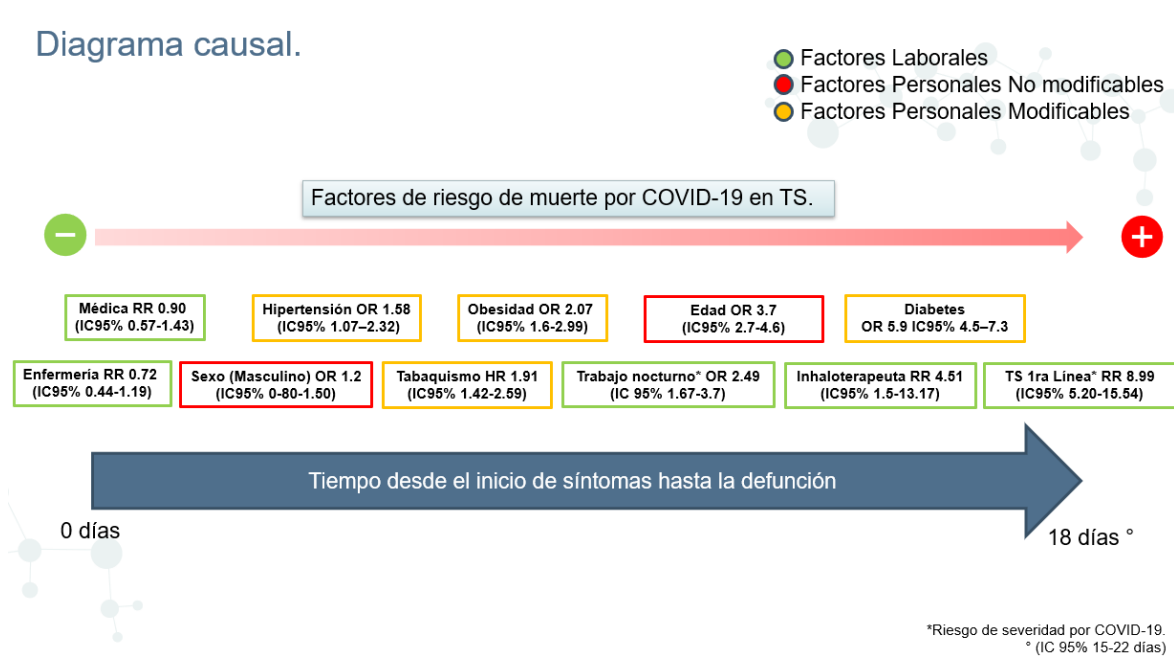 Diagrama causal.
Factores Laborales
Factores Personales No modificables
Factores Personales Modificables
Factores de riesgo de muerte por COVID-19 en TS.
Médica RR 0.90
(IC95% 0.57-1.43)
Hipertensión OR 1.58
(IC95% 1.07–2.32)
Obesidad OR 2.07
(IC95% 1.6-2.99)
Edad OR 3.7
(IC95% 2.7-4.6)
Diabetes
OR 5.9 IC95% 4.5–7.3
Enfermería RR 0.72
(IC95% 0.44-1.19)
Sexo (Masculino) OR 1.2
(IC95% 0-80-1.50)
Tabaquismo HR 1.91
(IC95% 1.42-2.59)
Trabajo nocturno* OR 2.49
(IC 95% 1.67-3.7)
Inhaloterapeuta RR 4.51
(IC95% 1.5-13.17)
TS 1ra Línea* RR 8.99
(IC95% 5.20-15.54)
Tiempo desde el inicio de síntomas hasta la defunción
0 días
18 días °
*Riesgo de severidad por COVID-19.
° (IC 95% 15-22 días)